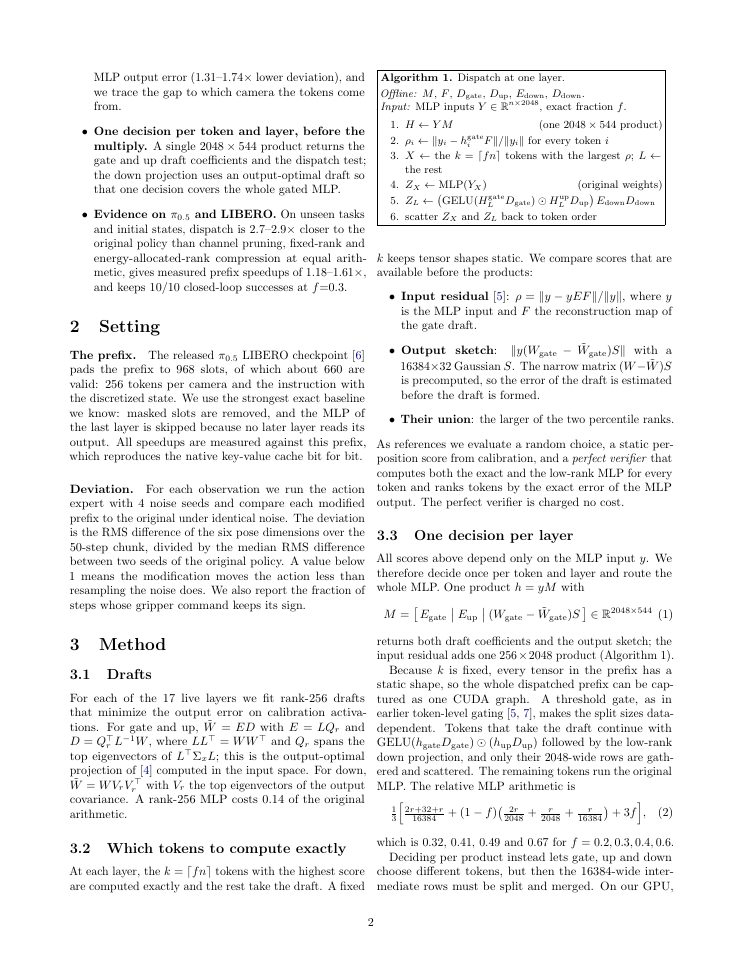 MLP output error (1.31–1.74× lower deviation), and
we trace the gap to which camera the tokens come
from.
• One decision per token and layer, before the
multiply. A single 2048 × 544 product returns the
gate and up draft coefficients and the dispatch test;
the down projection uses an output-optimal draft so
that one decision covers the whole gated MLP.
• Evidence on π0.5 and LIBERO. On unseen tasks
and initial states, dispatch is 2.7–2.9× closer to the
original policy than channel pruning, fixed-rank and
energy-allocated-rank compression at equal arith-
metic, gives measured prefix speedups of 1.18–1.61×,
and keeps 10/10 closed-loop successes at f=0.3.
2 Setting
The prefix. The released π0.5 LIBERO checkpoint [6]
pads the prefix to 968 slots, of which about 660 are
valid: 256 tokens per camera and the instruction with
the discretized state. We use the strongest exact baseline
we know: masked slots are removed, and the MLP of
the last layer is skipped because no later layer reads its
output. All speedups are measured against this prefix,
which reproduces the native key-value cache bit for bit.
Deviation. For each observation we run the action
expert with 4 noise seeds and compare each modified
prefix to the original under identical noise. The deviation
is the RMS difference of the six pose dimensions over the
50-step chunk, divided by the median RMS difference
between two seeds of the original policy. A value below
1 means the modification moves the action less than
resampling the noise does. We also report the fraction of
steps whose gripper command keeps its sign.
3 Method
3.1 Drafts
For each of the 17 live layers we fit rank-256 drafts
that minimize the output error on calibration activa-
tions. For gate and up, W̃ = ED with E = LQr and
D = Qr⊤L−1W, where LL⊤ = WW⊤ and Qr spans the
top eigenvectors of L⊤ΣxL; this is the output-optimal
projection of [4] computed in the input space. For down,
W̃ = WVrVr⊤ with Vr the top eigenvectors of the output
covariance. A rank-256 MLP costs 0.14 of the original
arithmetic.
3.2 Which tokens to compute exactly
At each layer, the k = ⌈fn⌉ tokens with the highest score
are computed exactly and the rest take the draft. A fixed
Algorithm 1. Dispatch at one layer.
Offline: M, F, Dgate, Dup, Edown, Ddown.
Input: MLP inputs Y ∈ ℝn×2048, exact fraction f.
1. H ← YM (one 2048 × 544 product)
2. ρi ← ‖yi − higateF‖/‖yi‖ for every token i
3. X ← the k = ⌈fn⌉ tokens with the largest ρ; L ←
the rest
4. ZX ← MLP(YX) (original weights)
5. ZL ← (GELU(HLgateDgate) ⊙ HLupDup) EdownDdown
6. scatter ZX and ZL back to token order
k keeps tensor shapes static. We compare scores that are
available before the products:
• Input residual [5]: ρ = ‖y − yEF‖/‖y‖, where y
is the MLP input and F the reconstruction map of
the gate draft.
• Output sketch: ‖y(Wgate − W̃gate)S‖ with a
16384×32 Gaussian S. The narrow matrix (W−W̃)S
is precomputed, so the error of the draft is estimated
before the draft is formed.
• Their union: the larger of the two percentile ranks.
As references we evaluate a random choice, a static per-
position score from calibration, and a perfect verifier that
computes both the exact and the low-rank MLP for every
token and ranks tokens by the exact error of the MLP
output. The perfect verifier is charged no cost.
3.3 One decision per layer
All scores above depend only on the MLP input y. We
therefore decide once per token and layer and route the
whole MLP. One product h = yM with
M = [ Egate | Eup | (Wgate − W̃gate)S ] ∈ ℝ2048×544 (1)
returns both draft coefficients and the output sketch; the
input residual adds one 256×2048 product (Algorithm 1).
Because k is fixed, every tensor in the prefix has a
static shape, so the whole dispatched prefix can be cap-
tured as one CUDA graph. A threshold gate, as in
earlier token-level gating [5, 7], makes the split sizes data-
dependent. Tokens that take the draft continue with
GELU(hgateDgate) ⊙ (hupDup) followed by the low-rank
down projection, and only their 2048-wide rows are gath-
ered and scattered. The remaining tokens run the original
MLP. The relative MLP arithmetic is
1/3[(2r+32+r)/16384 + (1 − f)(2r/2048 + r/2048 + r/16384) + 3f], (2)
which is 0.32, 0.41, 0.49 and 0.67 for f = 0.2, 0.3, 0.4, 0.6.
Deciding per product instead lets gate, up and down
choose different tokens, but then the 16384-wide inter-
mediate rows must be split and merged. On our GPU,
2